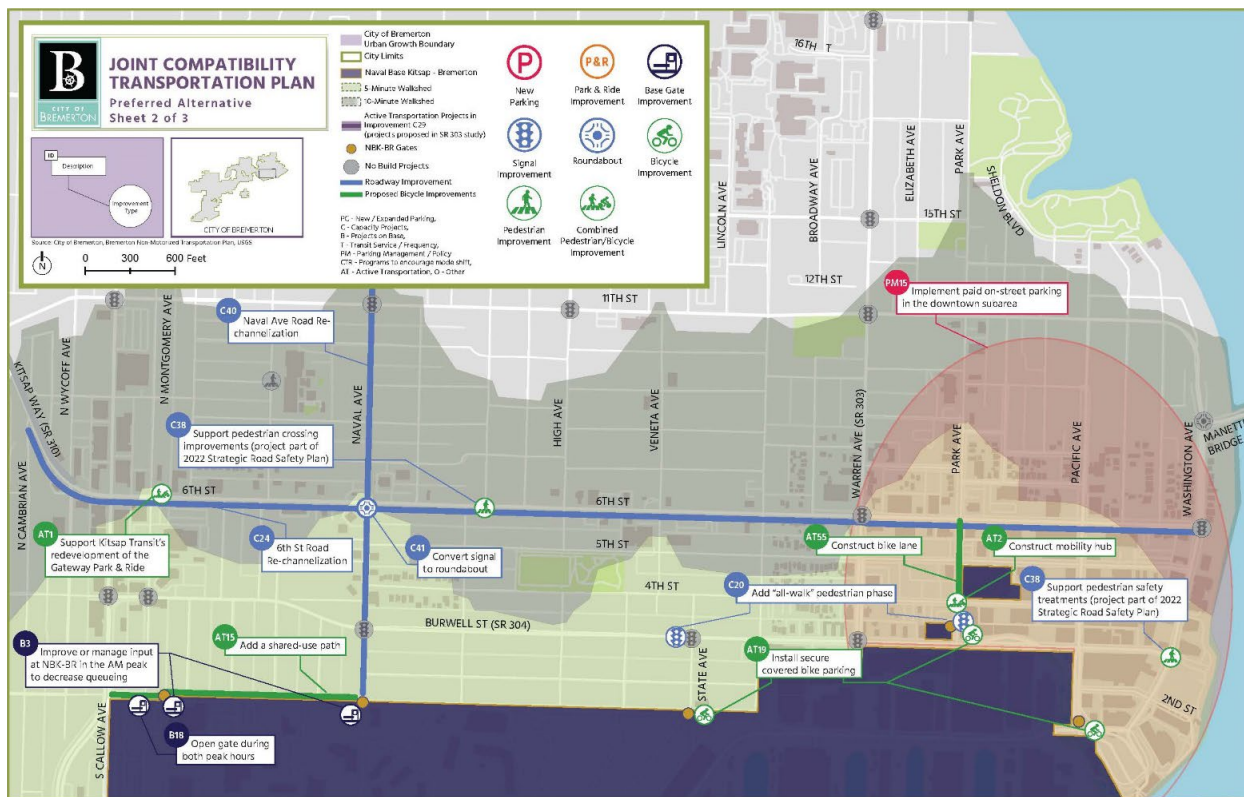 B
CITY OF
BREMERTON
JOINT COMPATIBILITY
TRANSPORTATION PLAN
Preferred Alternative
Sheet 2 of 3
ID
Description
Improvement
Type
CITY OF BREMERTON
Source: City of Bremerton, Bremerton Non-Motorized Transportation Plan, USGS
N
0 300 600 Feet
City of Bremerton
Urban Growth Boundary
City Limits
Naval Base Kitsap - Bremerton
5-Minute Walkshed
10-Minute Walkshed
Active Transportation Projects in
Improvement C29
(projects proposed in SR 303 study)
NBK-BR Gates
No Build Projects
Roadway Improvement
Proposed Bicycle Improvements
PC - New / Expanded Parking,
C - Capacity Projects,
B - Projects on Base,
T - Transit Service / Frequency,
PM - Parking Management / Policy
CTR - Programs to encourage mode shift,
AT - Active Transportation, O - Other
P
New
Parking
P&R
Park & Ride
Improvement
Base Gate
Improvement
Signal
Improvement
Roundabout
Bicycle
Improvement
Pedestrian
Improvement
Combined
Pedestrian/Bicycle
Improvement
16TH T
LINCOLN AVE
BROADWAY AVE
ELIZABETH AVE
PARK AVE
SHELDON BLVD
15TH ST
12TH ST
11TH ST
PM15
Implement paid on-street parking
in the downtown subarea
C40
Naval Ave Road Re-
channelization
KITSAP WAY (SR 310)
N WYCOFF AVE
N MONTGOMERY AVE
NAVAL AVE
HIGH AVE
VENETA AVE
WARREN AVE (SR 303)
PARK AVE
PACIFIC AVE
WASHINGTON AVE
MANETTE
BRIDGE
C38
Support pedestrian crossing
improvements (project part of
2022 Strategic Road Safety Plan)
N CAMBRIAN AVE
6TH ST
6TH ST
AT1
Support Kitsap Transit's
redevelopment of the
Gateway Park & Ride
C24
6th St Road
Re-channelization
C41
Convert signal
to roundabout
5TH ST
4TH ST
AT55
Construct bike lane
AT2
Construct mobility hub
C20
Add "all-walk" pedestrian phase
C38
Support pedestrian safety
treatments (project part of 2022
Strategic Road Safety Plan)
BURWELL ST (SR 304)
B3
Improve or manage input
at NBK-BR in the AM peak
to decrease queueing
AT15
Add a shared-use path
AT19
Install secure
covered bike parking
STATE AVE
2ND ST
S CALLOW AVE
B18
Open gate during
both peak hours